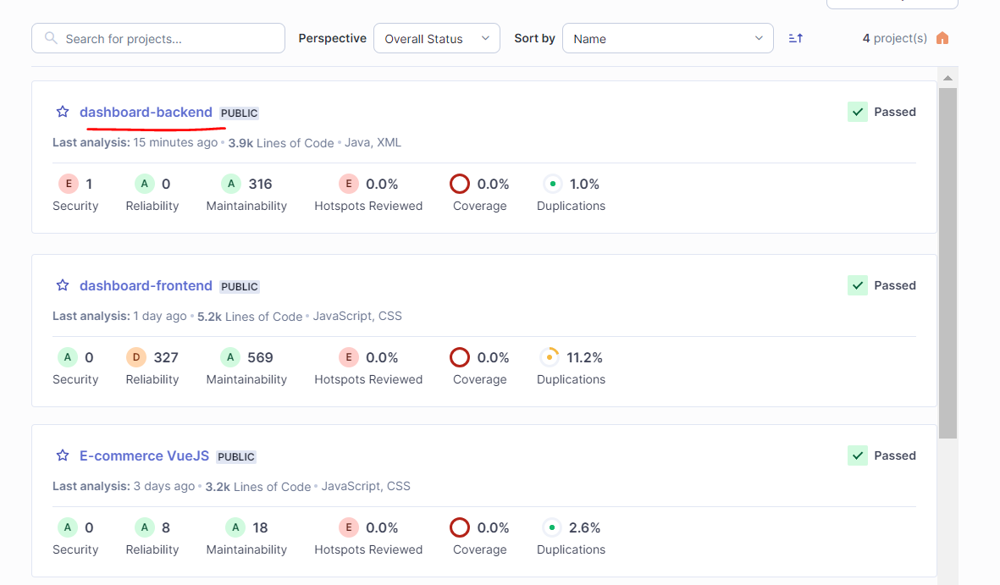 Search for projects... Perspective Overall Status Sort by Name 4 project(s)
dashboard-backend PUBLIC Passed
Last analysis: 15 minutes ago • 3.9k Lines of Code • Java, XML
E 1 A 0 A 316 E 0.0% 0.0% 1.0%
Security Reliability Maintainability Hotspots Reviewed Coverage Duplications
dashboard-frontend PUBLIC Passed
Last analysis: 1 day ago • 5.2k Lines of Code • JavaScript, CSS
A 0 D 327 A 569 E 0.0% 0.0% 11.2%
Security Reliability Maintainability Hotspots Reviewed Coverage Duplications
E-commerce VueJS PUBLIC Passed
Last analysis: 3 days ago • 3.2k Lines of Code • JavaScript, CSS
A 0 A 8 A 18 E 0.0% 0.0% 2.6%
Security Reliability Maintainability Hotspots Reviewed Coverage Duplications